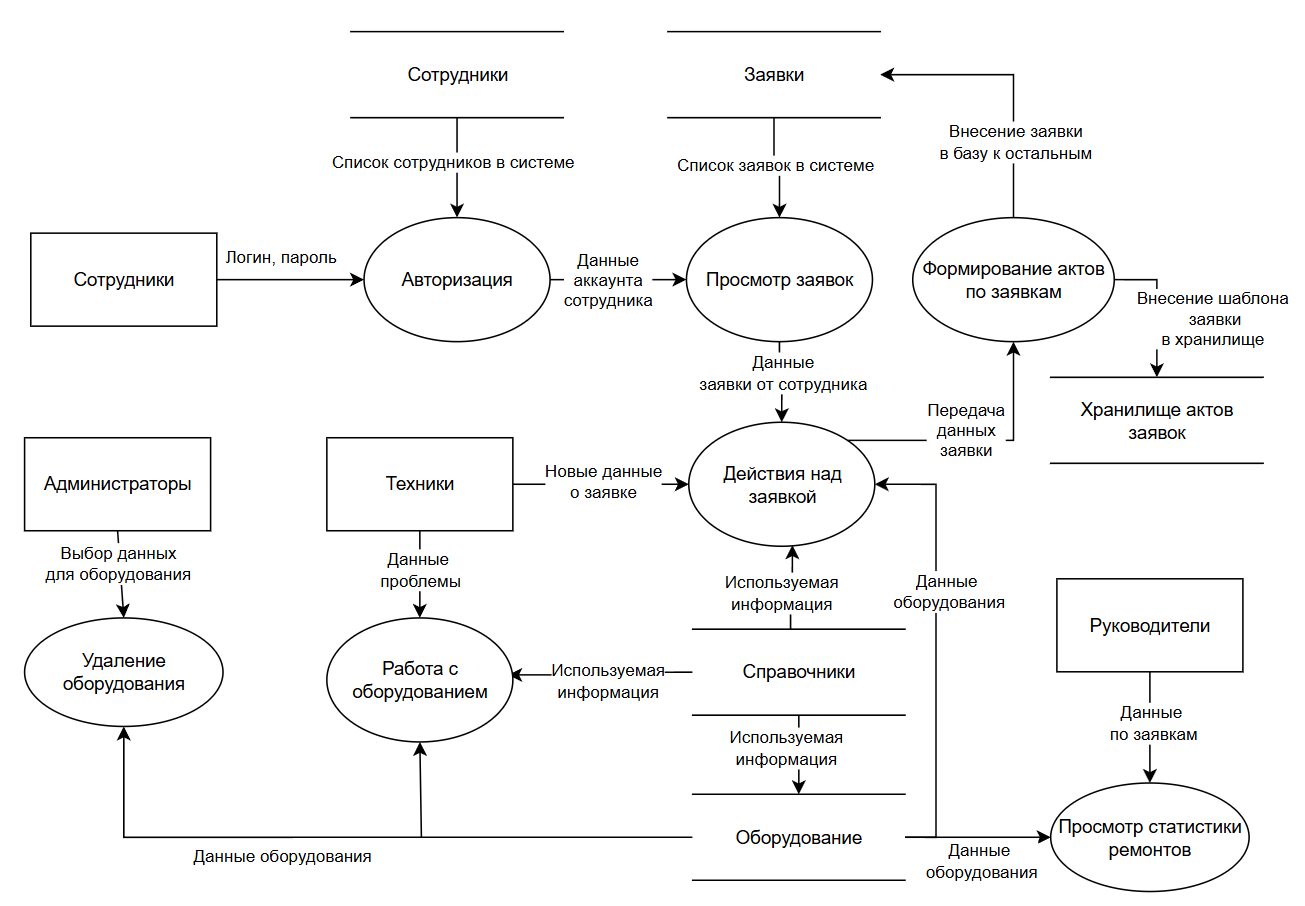 Сотрудники
Заявки
Внесение заявки
в базу к остальным
Список сотрудников в системе
Список заявок в системе
Сотрудники
Логин, пароль
Авторизация
Данные
аккаунта
сотрудника
Просмотр заявок
Формирование актов
по заявкам
Внесение шаблона
заявки
в хранилище
Данные
заявки от сотрудника
Передача
данных
заявки
Хранилище актов
заявок
Администраторы
Техники
Новые данные
о заявке
Действия над
заявкой
Выбор данных
для оборудования
Данные
проблемы
Используемая
информация
Данные
оборудования
Руководители
Удаление
оборудования
Работа с
оборудованием
Используемая
информация
Справочники
Данные
по заявкам
Используемая
информация
Оборудование
Просмотр статистики
ремонтов
Данные оборудования
Данные
оборудования